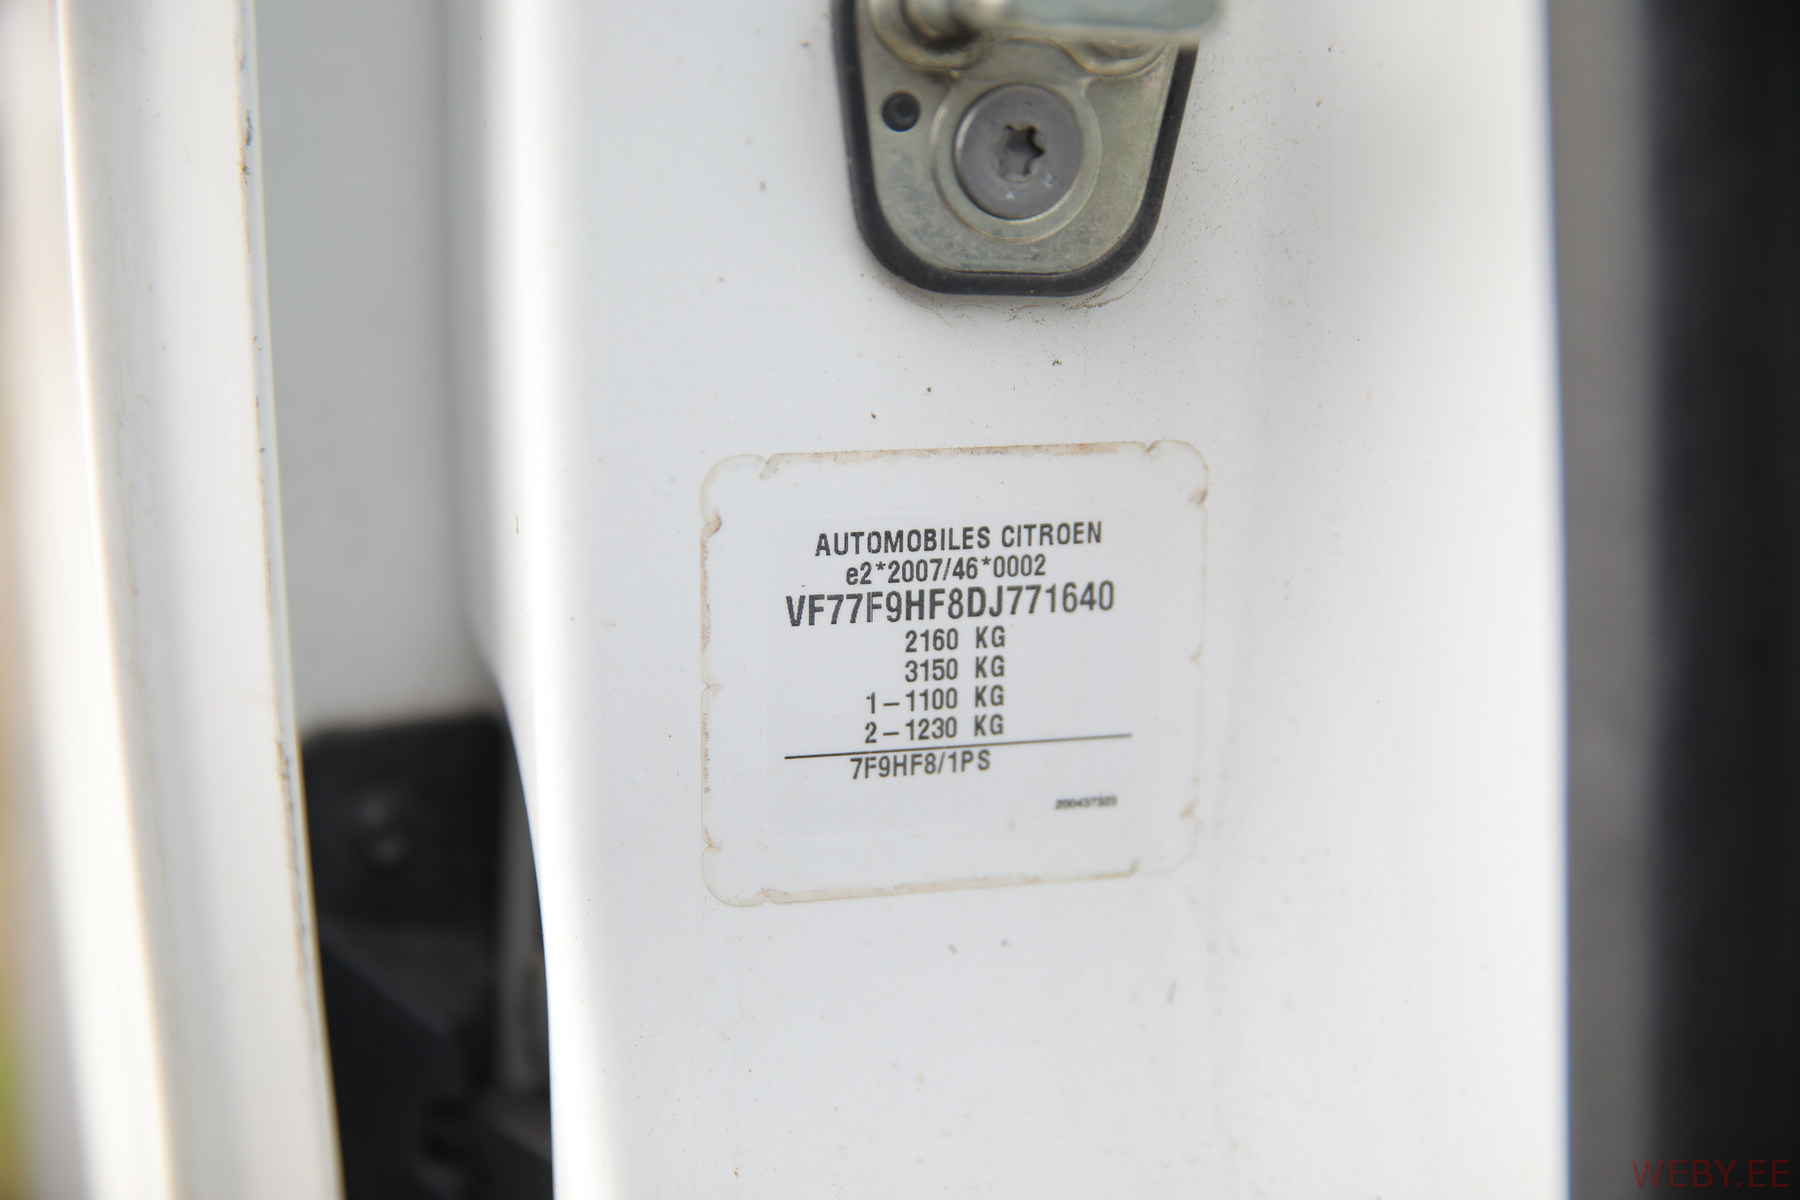 AUTOMOBILES CITROEN
e2*2007/46*0002
VF77F9HF8DJ771640
2160 KG
3150 KG
1-1100 KG
2-1230 KG
7F9HF8/1PS
200437323
WEBY.EE